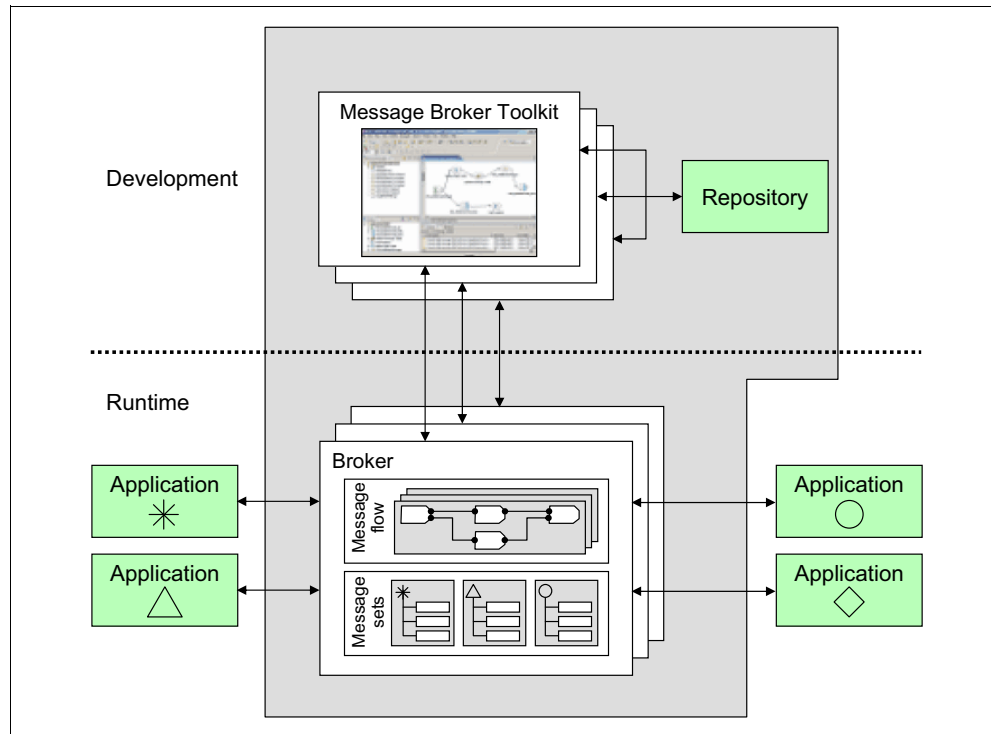 Message Broker Toolkit
Development
Repository
Runtime
Broker
Application
Application
Message
flow
Application
Application
Message
sets